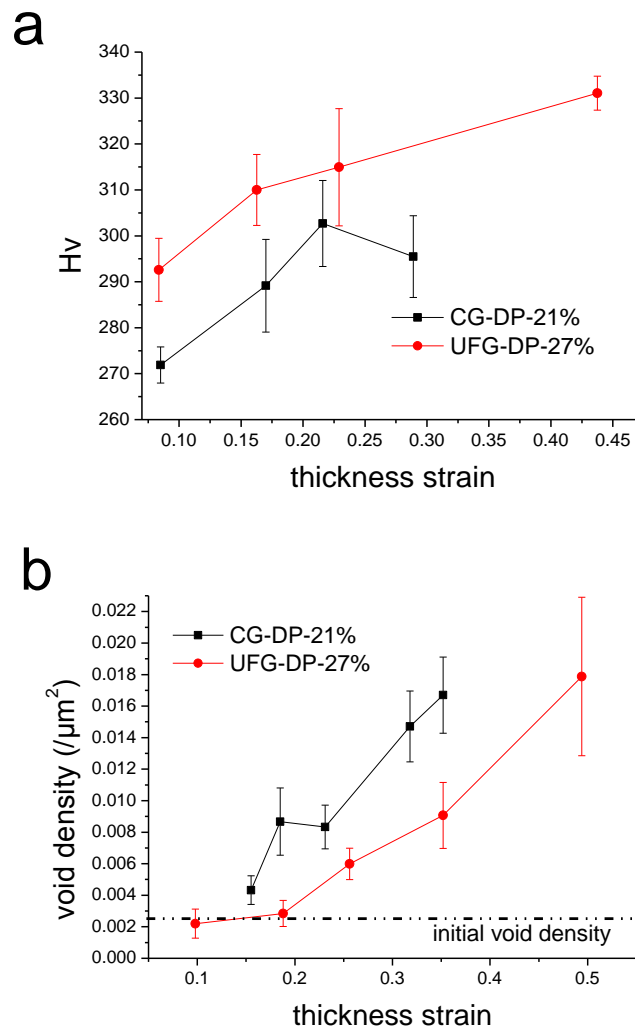 a
340
330
320
310
300
290
280
270
260
Hv
CG-DP-21%
UFG-DP-27%
0.10 0.15 0.20 0.25 0.30 0.35 0.40 0.45
thickness strain
b
0.022
0.020
0.018
0.016
0.014
0.012
0.010
0.008
0.006
0.004
0.002
0.000
void density (/µm²)
CG-DP-21%
UFG-DP-27%
initial void density
0.1 0.2 0.3 0.4 0.5
thickness strain